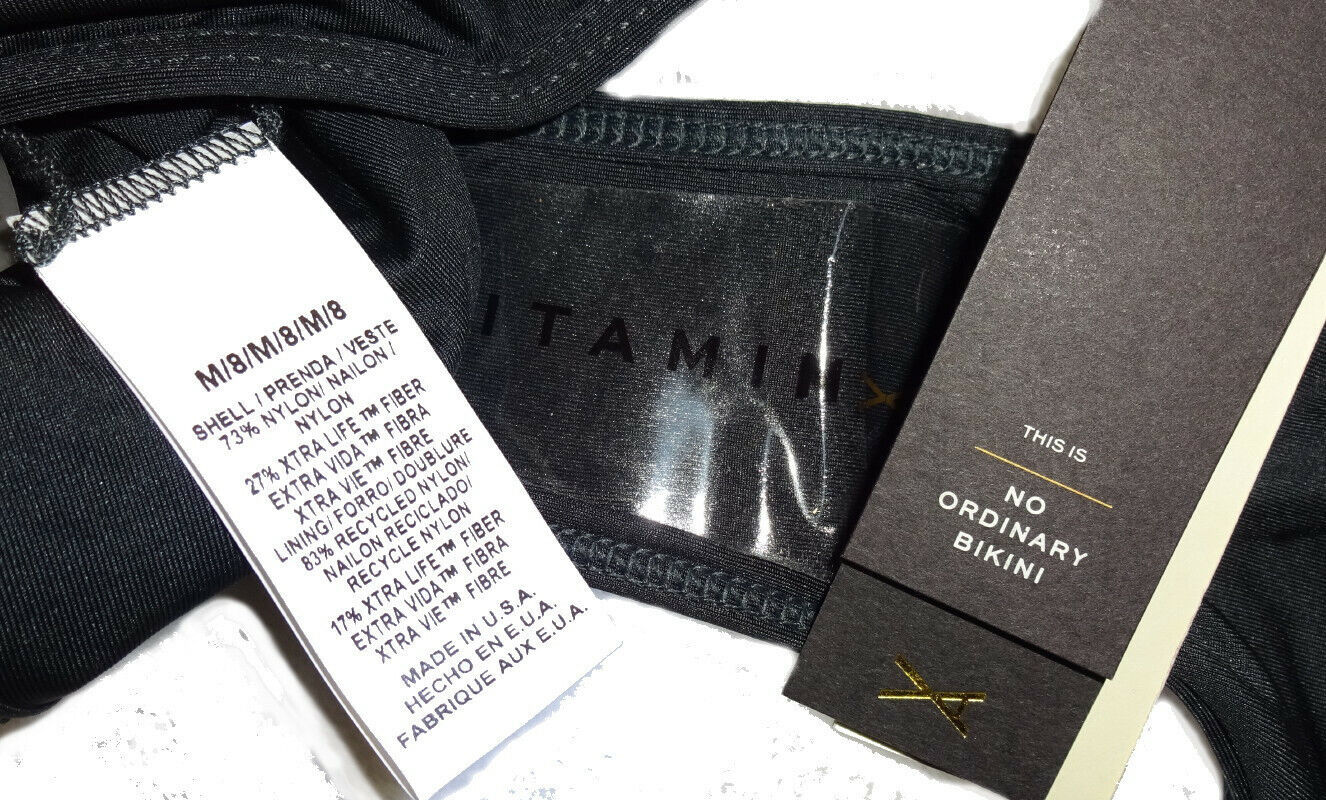 M/8/M/8/M/8
SHELL / PRENDA / VESTE
73% NYLON/ NAILON /
NYLON
27% XTRA LIFE™ FIBER
EXTRA VIDA™ FIBRA
XTRA VIE™ FIBRE
LINING/ FORRO/ DOUBLURE
83% RECYCLED NYLON/
NAILON RECICLADO/
RECYCLE NYLON
17% XTRA LIFE™ FIBER
EXTRA VIDA™ FIBRA
XTRA VIE™ FIBRE
MADE IN U.S.A.
HECHO EN E.U.A.
FABRIQUE AUX E.U.A.
ITAMIN
THIS IS
NO
ORDINARY
BIKINI